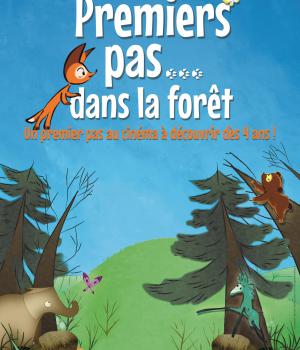 Premiers
pas...
dans la forêt
Un premier pas au cinéma à découvrir dès 4 ans !